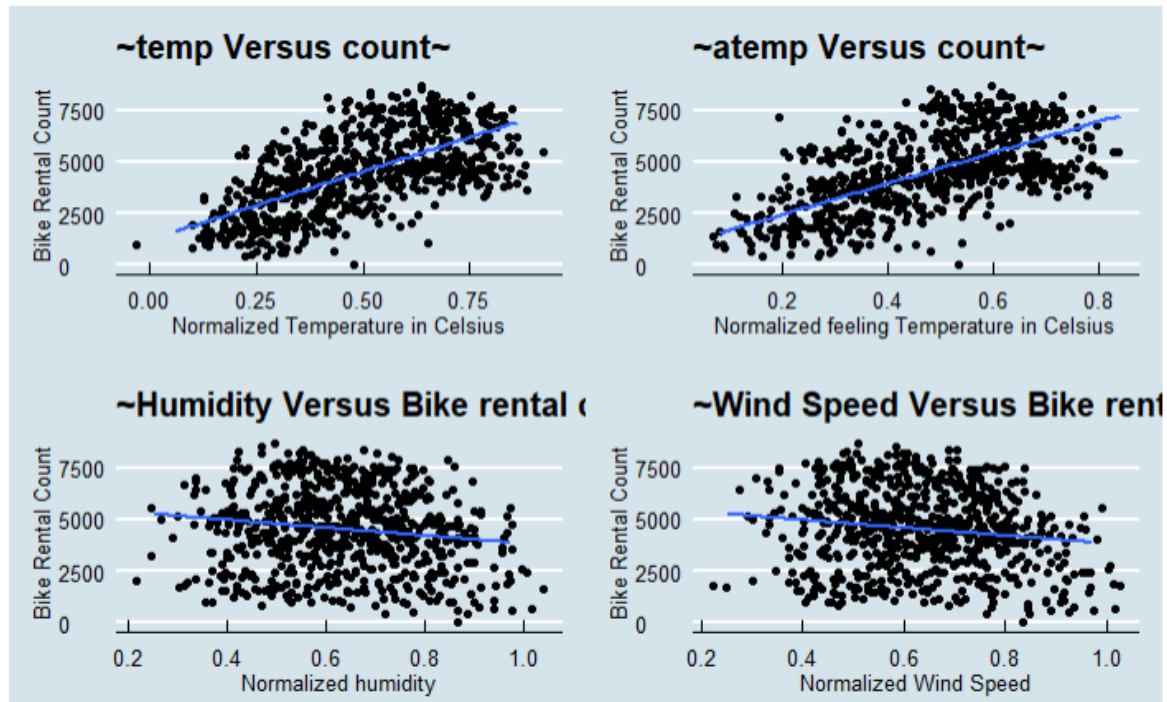 ~temp Versus count~
Bike Rental Count
7500
5000
2500
0
0.00 0.25 0.50 0.75
Normalized Temperature in Celsius
~atemp Versus count~
Bike Rental Count
7500
5000
2500
0
0.2 0.4 0.6 0.8
Normalized feeling Temperature in Celsius
~Humidity Versus Bike rental
Bike Rental Count
7500
5000
2500
0
0.2 0.4 0.6 0.8 1.0
Normalized humidity
~Wind Speed Versus Bike rent
Bike Rental Count
7500
5000
2500
0
0.2 0.4 0.6 0.8 1.0
Normalized Wind Speed